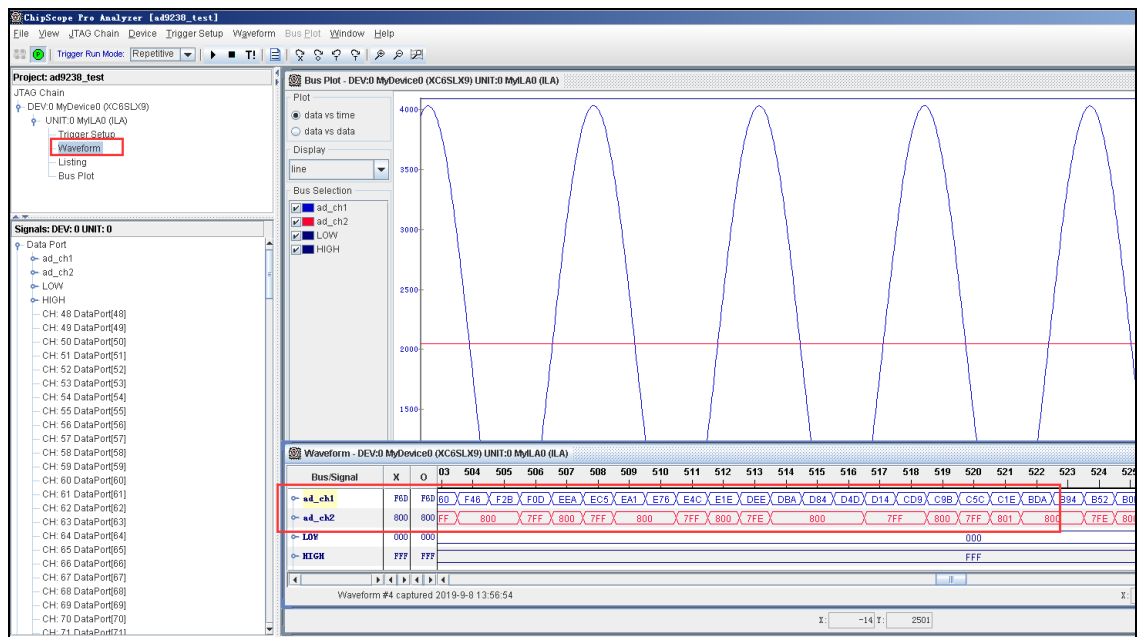 ChipScope Pro Analyzer [ad9238_test]
File View JTAG Chain Device Trigger Setup Waveform Bus Plot Window Help
Trigger Run Mode: Repetitive T!
Project: ad9238_test
JTAG Chain
DEV:0 MyDevice0 (XC6SLX9)
UNIT:0 MyILA0 (ILA)
Trigger Setup
Waveform
Listing
Bus Plot
Signals: DEV: 0 UNIT: 0
Data Port
ad_ch1
ad_ch2
LOW
HIGH
CH: 48 DataPort[48]
CH: 49 DataPort[49]
CH: 50 DataPort[50]
CH: 51 DataPort[51]
CH: 52 DataPort[52]
CH: 53 DataPort[53]
CH: 54 DataPort[54]
CH: 55 DataPort[55]
CH: 56 DataPort[56]
CH: 57 DataPort[57]
CH: 58 DataPort[58]
CH: 59 DataPort[59]
CH: 60 DataPort[60]
CH: 61 DataPort[61]
CH: 62 DataPort[62]
CH: 63 DataPort[63]
CH: 64 DataPort[64]
CH: 65 DataPort[65]
CH: 66 DataPort[66]
CH: 67 DataPort[67]
CH: 68 DataPort[68]
CH: 69 DataPort[69]
CH: 70 DataPort[70]
CH: 71 DataPort[71]
Bus Plot - DEV:0 MyDevice0 (XC6SLX9) UNIT:0 MyILA0 (ILA)
Plot
data vs time
data vs data
Display
line
Bus Selection
ad_ch1
ad_ch2
LOW
HIGH
4000
3500
3000
2500
2000
1500
Waveform - DEV:0 MyDevice0 (XC6SLX9) UNIT:0 MyILA0 (ILA)
Bus/Signal X O 03 504 505 506 507 508 509 510 511 512 513 514 515 516 517 518 519 520 521 522 523 524 525
ad_ch1 F6D F6D 60 F46 F2B F0D EEA EC5 EA1 E76 E4C E1E DEE DBA D84 D4D D14 CD9 C9B C5C C1E BDA B94 B52 B0
ad_ch2 800 800 FF 800 7FF 800 7FF 800 7FF 800 7FE 800 7FF 800 7FF 801 800 7FE 80
LOW 000 000 000
HIGH FFF FFF FFF
Waveform #4 captured 2019-9-8 13:56:54 X:
X: -14 Y: 2501